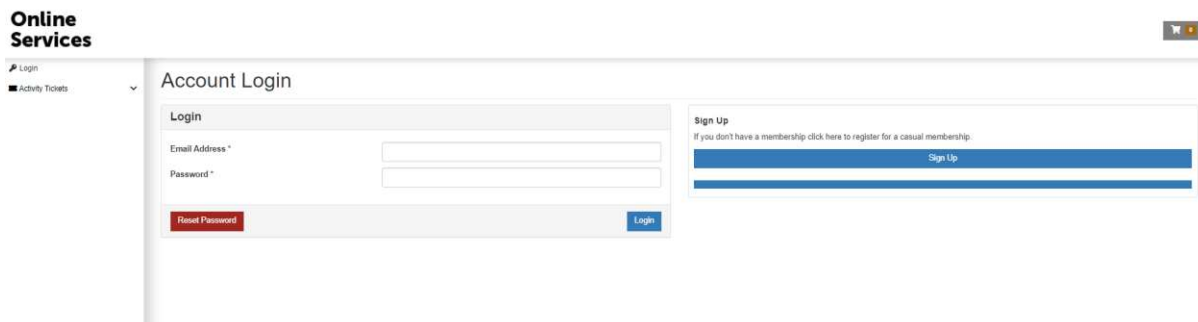 Online
Services
0
Login
Activity Tickets
Account Login
Login
Email Address *
Password *
Reset Password
Login
Sign Up
If you don't have a membership click here to register for a casual membership.
Sign Up